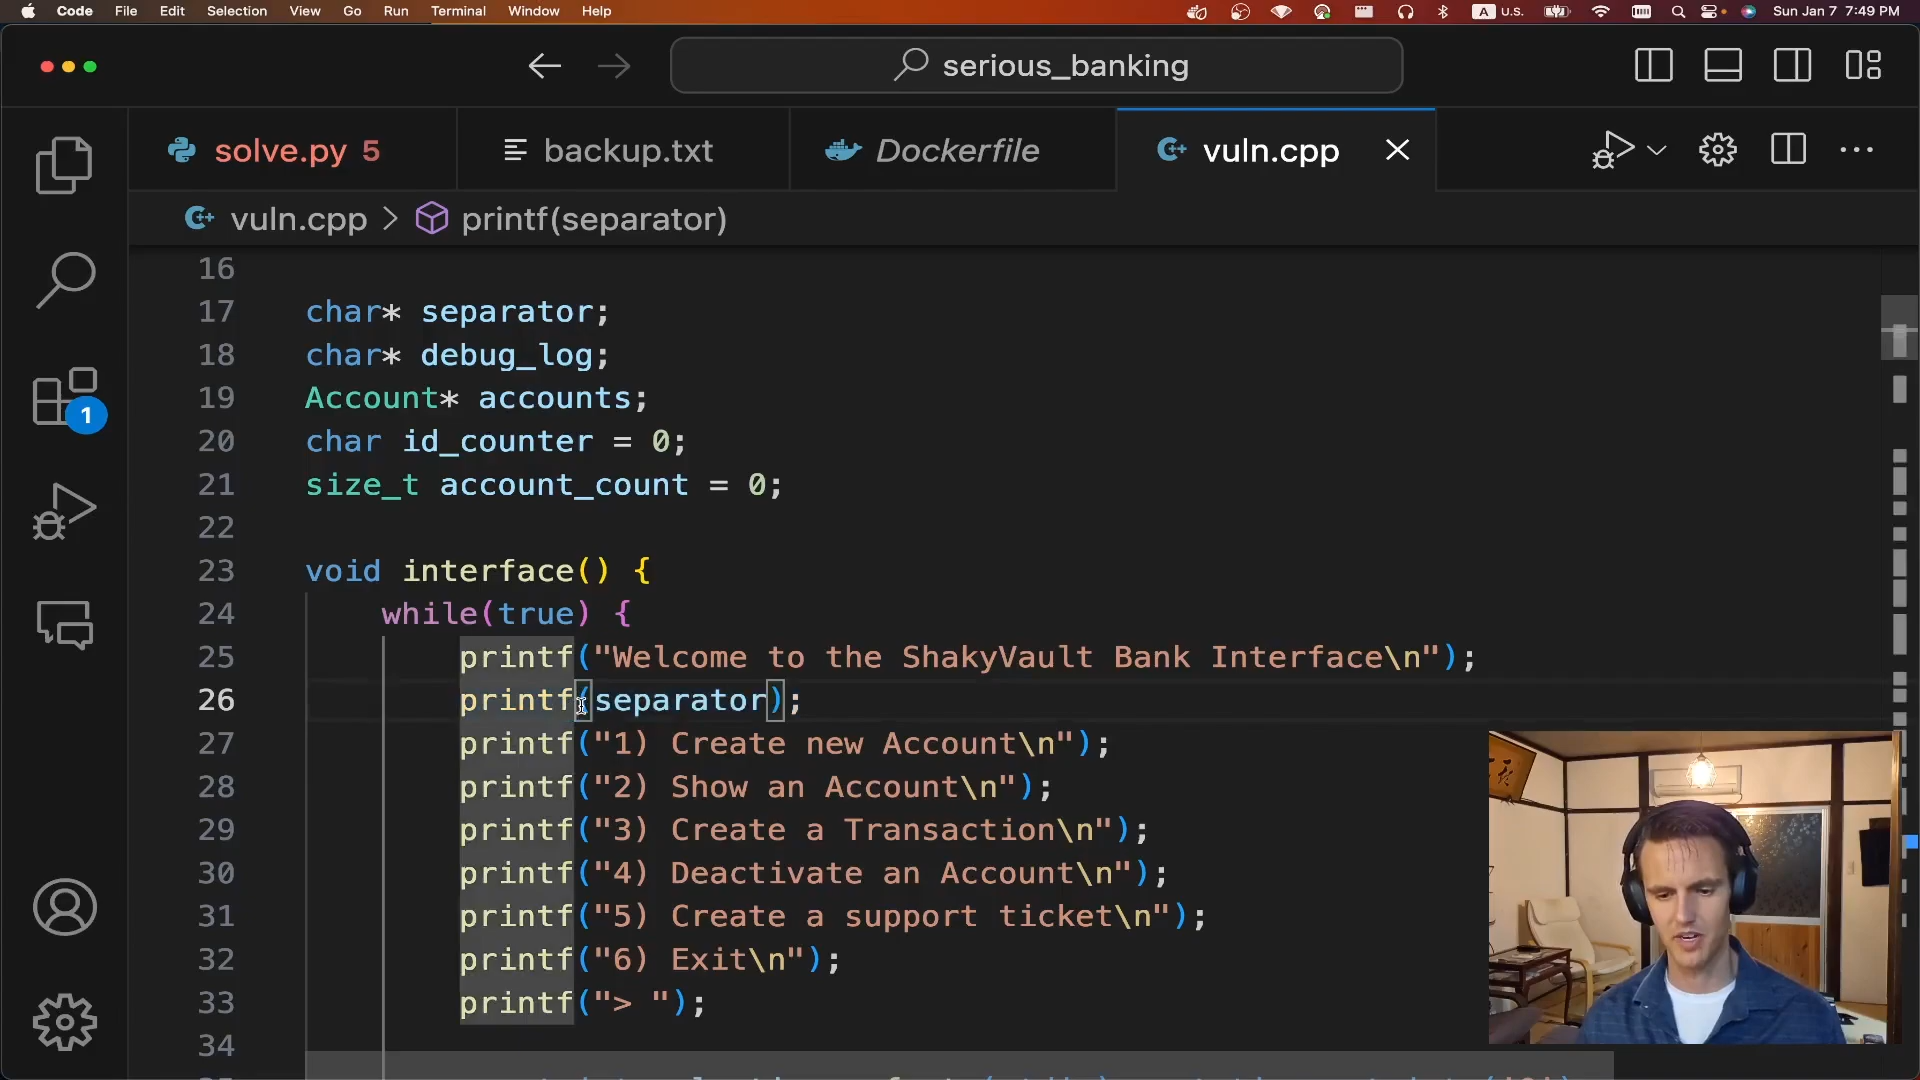 Code File Edit Selection View Go Run Terminal Window Help A U.S. Sun Jan 7 7:49 PM
serious_banking
solve.py 5 backup.txt Dockerfile vuln.cpp
vuln.cpp > printf(separator)
16
17 char* separator;
18 char* debug_log;
19 Account* accounts;
20 char id_counter = 0;
21 size_t account_count = 0;
22
23 void interface() {
24 while(true) {
25 printf("Welcome to the ShakyVault Bank Interface\n");
26 printf(separator);
27 printf("1) Create new Account\n");
28 printf("2) Show an Account\n");
29 printf("3) Create a Transaction\n");
30 printf("4) Deactivate an Account\n");
31 printf("5) Create a support ticket\n");
32 printf("6) Exit\n");
33 printf("> ");
34
1